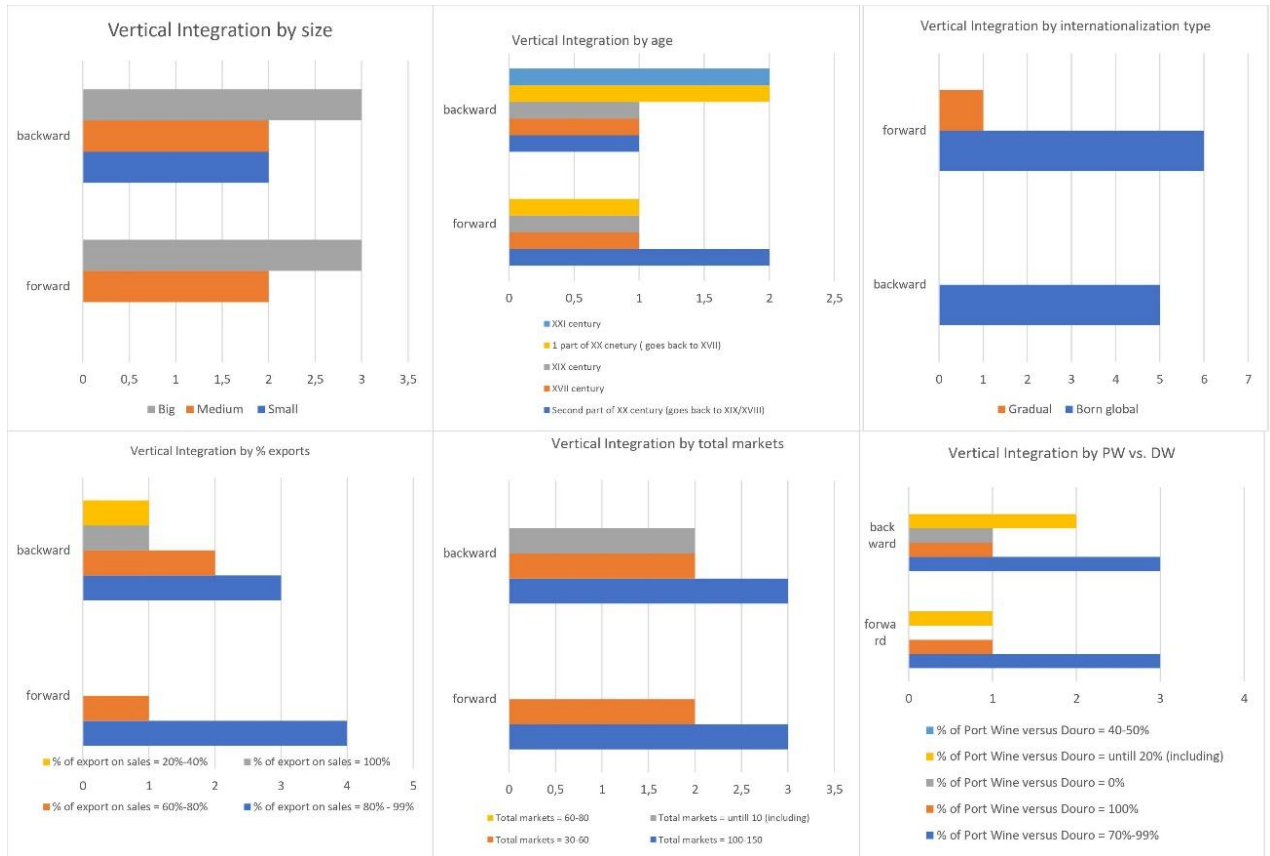 Vertical Integration by size
backward
forward
0 0,5 1 1,5 2 2,5 3 3,5
Big Medium Small
Vertical Integration by age
backward
forward
0 0,5 1 1,5 2 2,5
XXI century
1 part of XX cnetury ( goes back to XVII)
XIX century
XVII century
Second part of XX century (goes back to XIX/XVIII)
Vertical Integration by internationalization type
forward
backward
0 1 2 3 4 5 6 7
Gradual Born global
Vertical Integration by % exports
backward
forward
0 1 2 3 4 5
% of export on sales = 20%-40% % of export on sales = 100%
% of export on sales = 60%-80% % of export on sales = 80% - 99%
Vertical Integration by total markets
backward
forward
0 0,5 1 1,5 2 2,5 3 3,5
Total markets = 60-80 Total markets = untill 10 (including)
Total markets = 30-60 Total markets = 100-150
Vertical Integration by PW vs. DW
back
ward
forwa
rd
0 1 2 3 4
% of Port Wine versus Douro = 40-50%
% of Port Wine versus Douro = untill 20% (including)
% of Port Wine versus Douro = 0%
% of Port Wine versus Douro = 100%
% of Port Wine versus Douro = 70%-99%